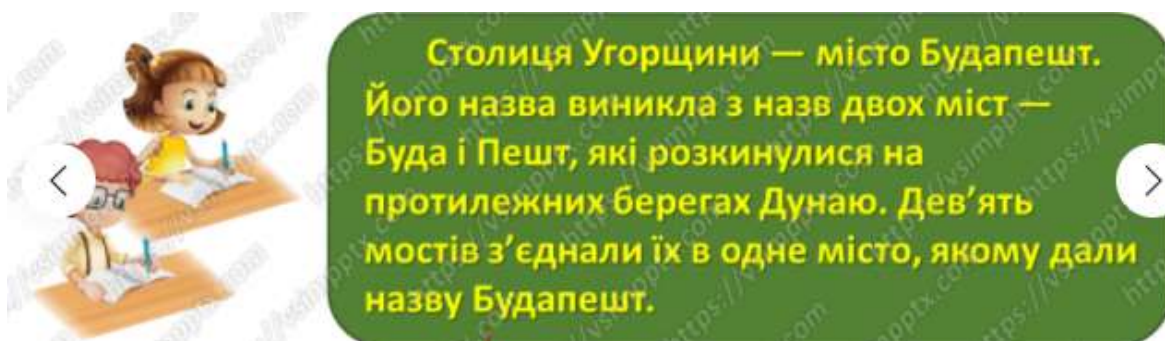 Столиця Угорщини — місто Будапешт.
Його назва виникла з назв двох міст —
Буда і Пешт, які розкинулися на
протилежних берегах Дунаю. Дев’ять
мостів з’єднали їх в одне місто, якому дали
назву Будапешт.